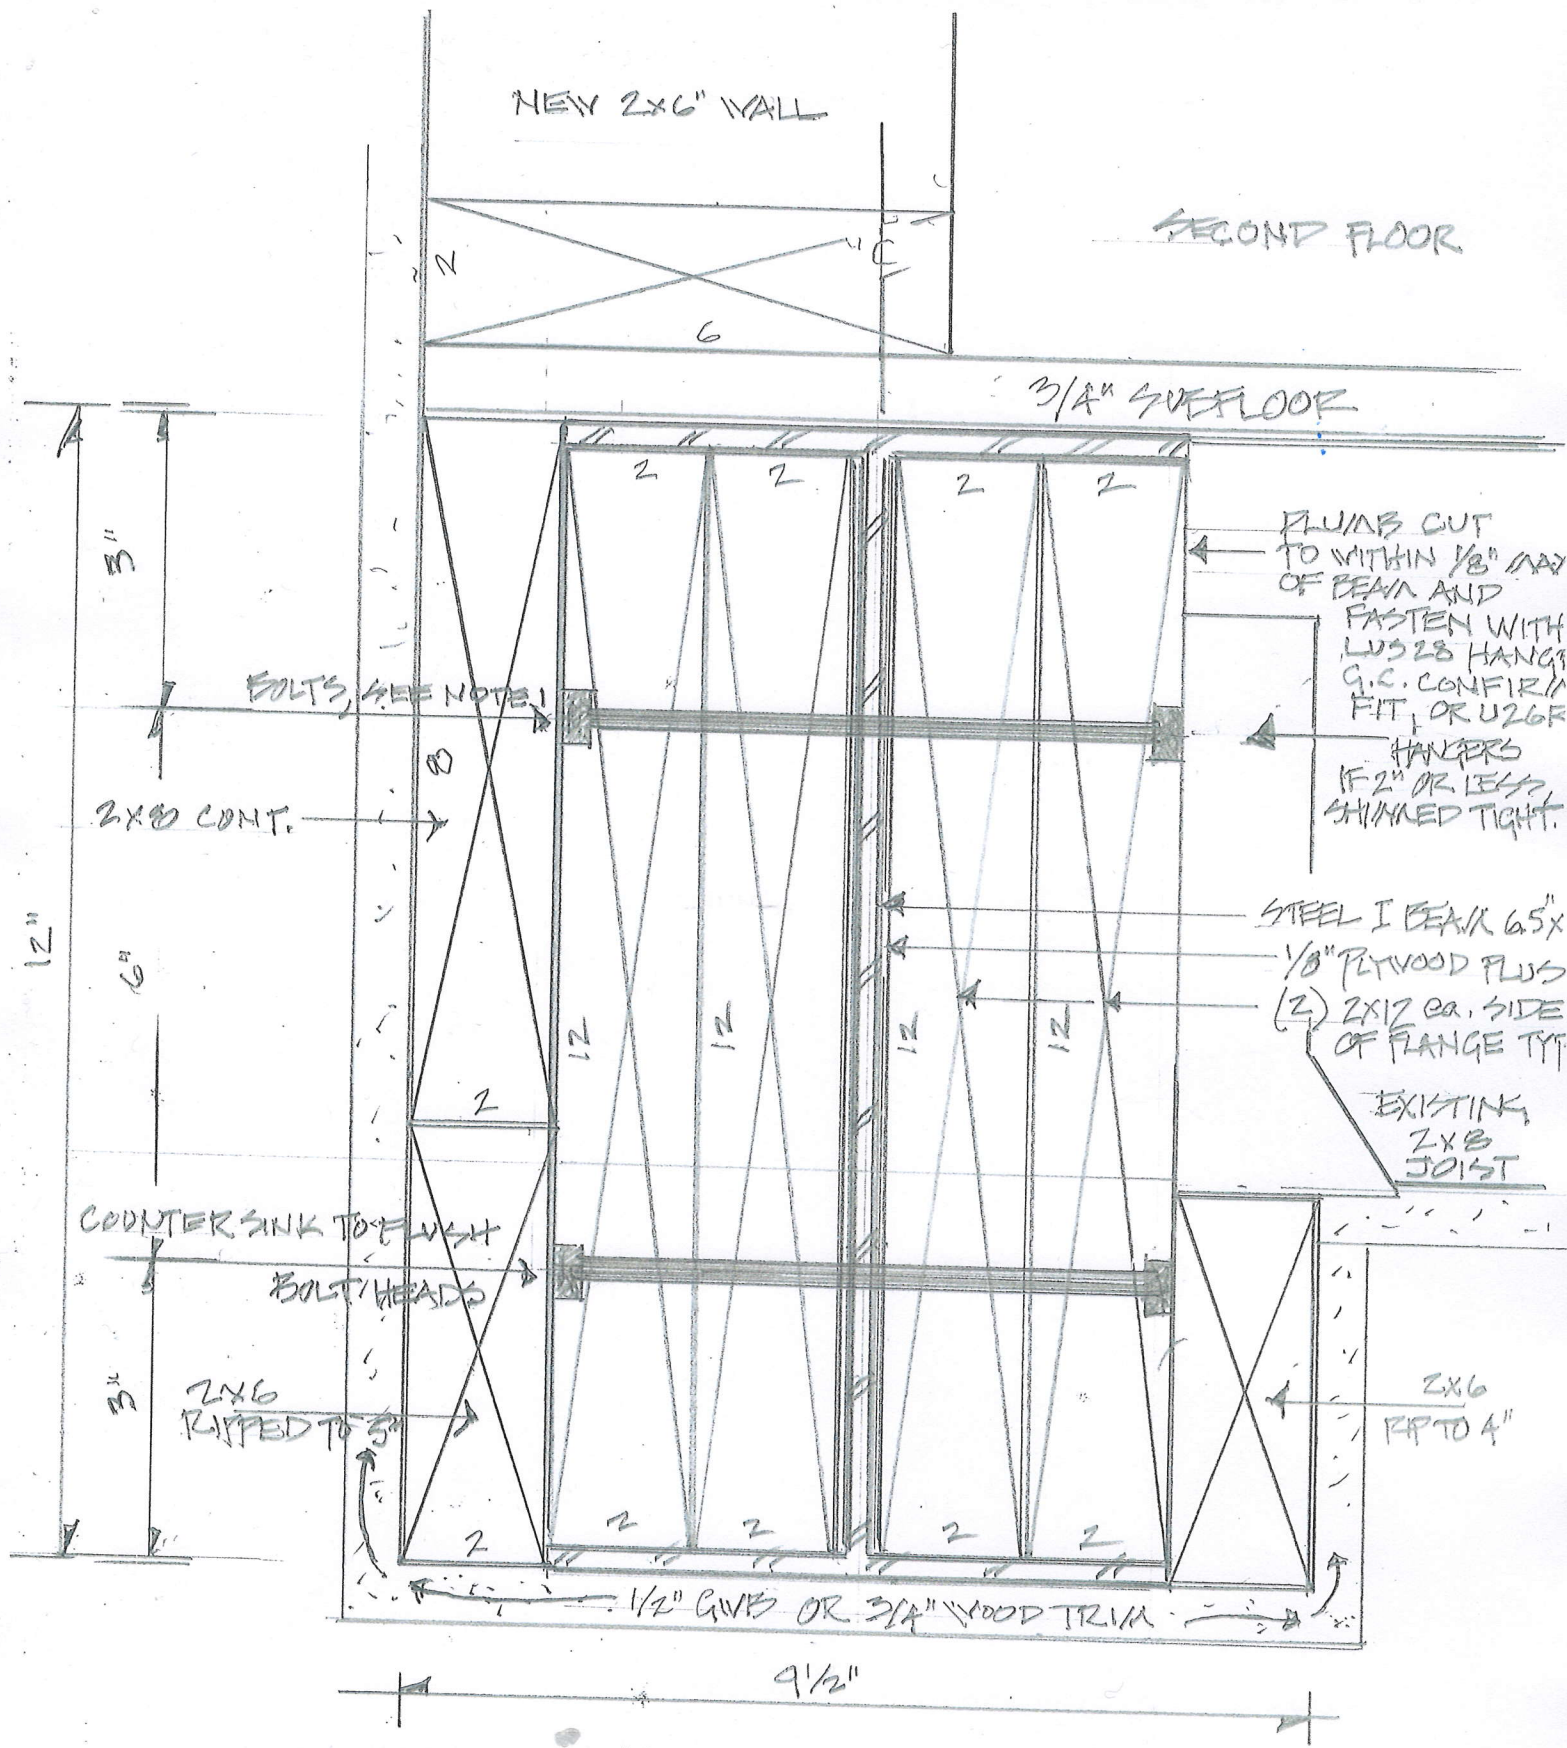 NEW 2x6" WALL
SECOND FLOOR
2
6
3/4" SUBFLOOR
2
2
2
2
3"
PLUMB CUT
TO WITHIN 1/8" MAX
OF BEAM AND
FASTEN WITH
LUS28 HANG
G.C. CONFIRM
FIT, OR U26
HANGERS
IF 2" OR LESS,
SHIMMED TIGHT.
BOLTS, SEE NOTE 1
8
2x8 CONT.
12"
6"
STEEL I BEAM 6.5"x
1/8" PLYWOOD PLUS
(2) 2x12 ea. SIDE
OF FLANGE TYP
12
12
12
12
2
EXISTING
2x8
JOIST
COUNTERSINK TO FLUSH
BOLT HEADS
3"
2x6
RIPPED TO 3"
2x6
RIP TO 4"
2
2
2
2
2
1/2" GWB OR 3/4" WOOD TRIM
9 1/2"